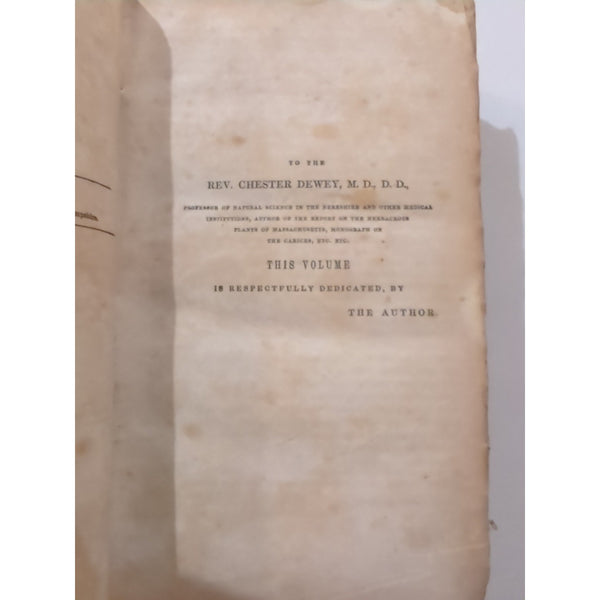 TO THE
REV. CHESTER DEWEY, M. D., D. D.,
PROFESSOR OF NATURAL SCIENCE IN THE BERKSHIRE AND OTHER MEDICAL
INSTITUTIONS, AUTHOR OF THE REPORT ON THE HERBACEOUS
PLANTS OF MASSACHUSETTS, MONOGRAPH ON
THE CARICES, ETC. ETC.
THIS VOLUME
IS RESPECTFULLY DEDICATED, BY
THE AUTHOR.